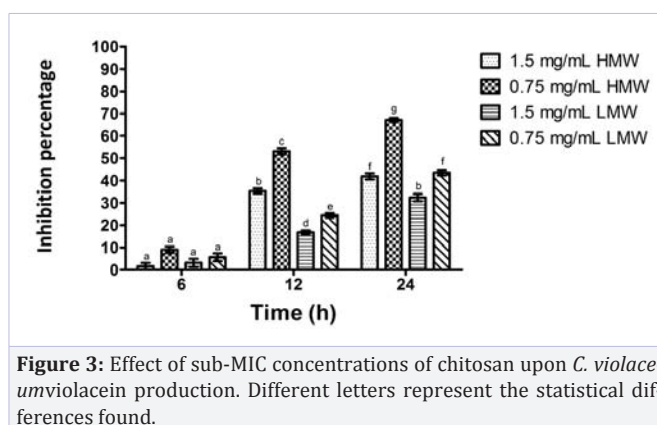 100
90
80
70
60
50
40
30
20
10
0
Inhibition percentage
a a a a
b c d e
f g b f
6 12 24
Time (h)
1.5 mg/mL HMW
0.75 mg/mL HMW
1.5 mg/mL LMW
0.75 mg/mL LMW
Figure 3: Effect of sub-MIC concentrations of chitosan upon C. violace
umviolacein production. Different letters represent the statistical dif
ferences found.